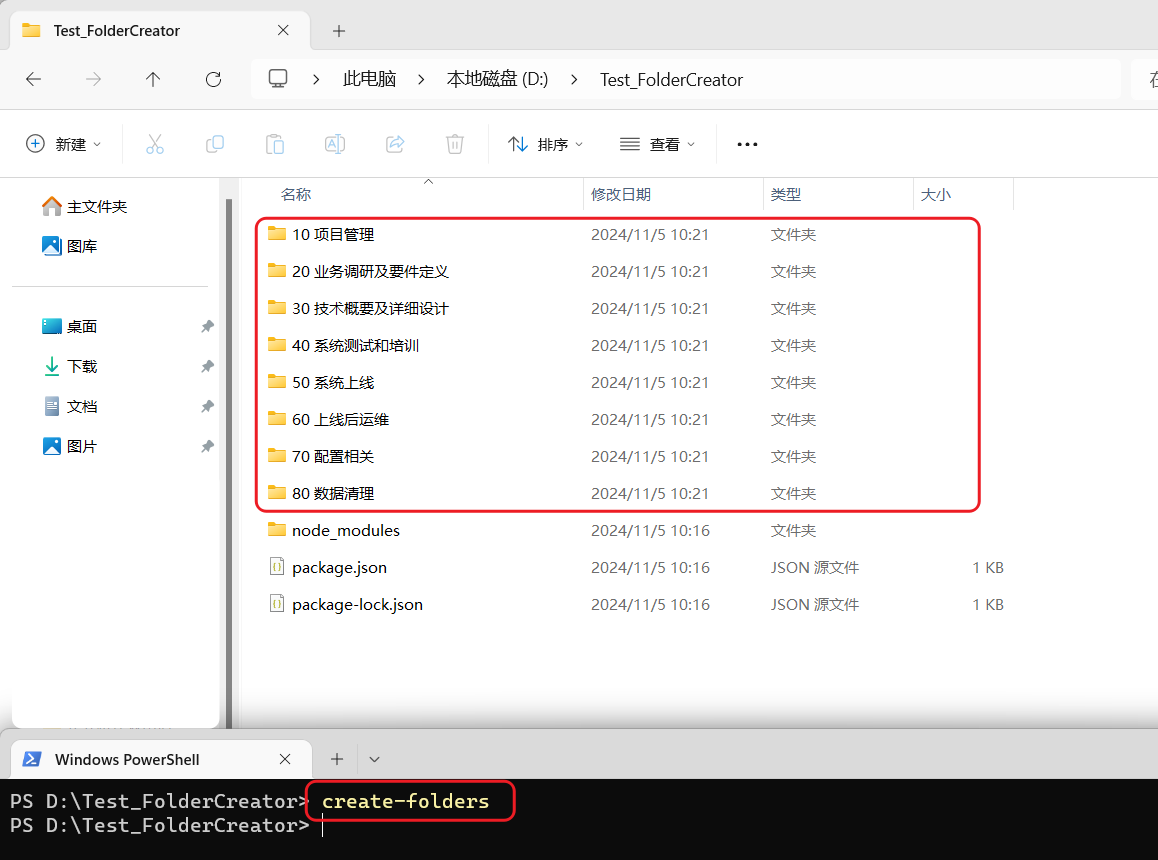 Test_FolderCreator
此电脑 本地磁盘 (D:) Test_FolderCreator
新建 排序 查看
主文件夹
图库
桌面
下载
文档
图片
名称 修改日期 类型 大小
10 项目管理 2024/11/5 10:21 文件夹
20 业务调研及要件定义 2024/11/5 10:21 文件夹
30 技术概要及详细设计 2024/11/5 10:21 文件夹
40 系统测试和培训 2024/11/5 10:21 文件夹
50 系统上线 2024/11/5 10:21 文件夹
60 上线后运维 2024/11/5 10:21 文件夹
70 配置相关 2024/11/5 10:21 文件夹
80 数据清理 2024/11/5 10:21 文件夹
node_modules 2024/11/5 10:16 文件夹
package.json 2024/11/5 10:16 JSON 源文件 1 KB
package-lock.json 2024/11/5 10:16 JSON 源文件 1 KB
Windows PowerShell
PS D:\Test_FolderCreator> create-folders
PS D:\Test_FolderCreator>